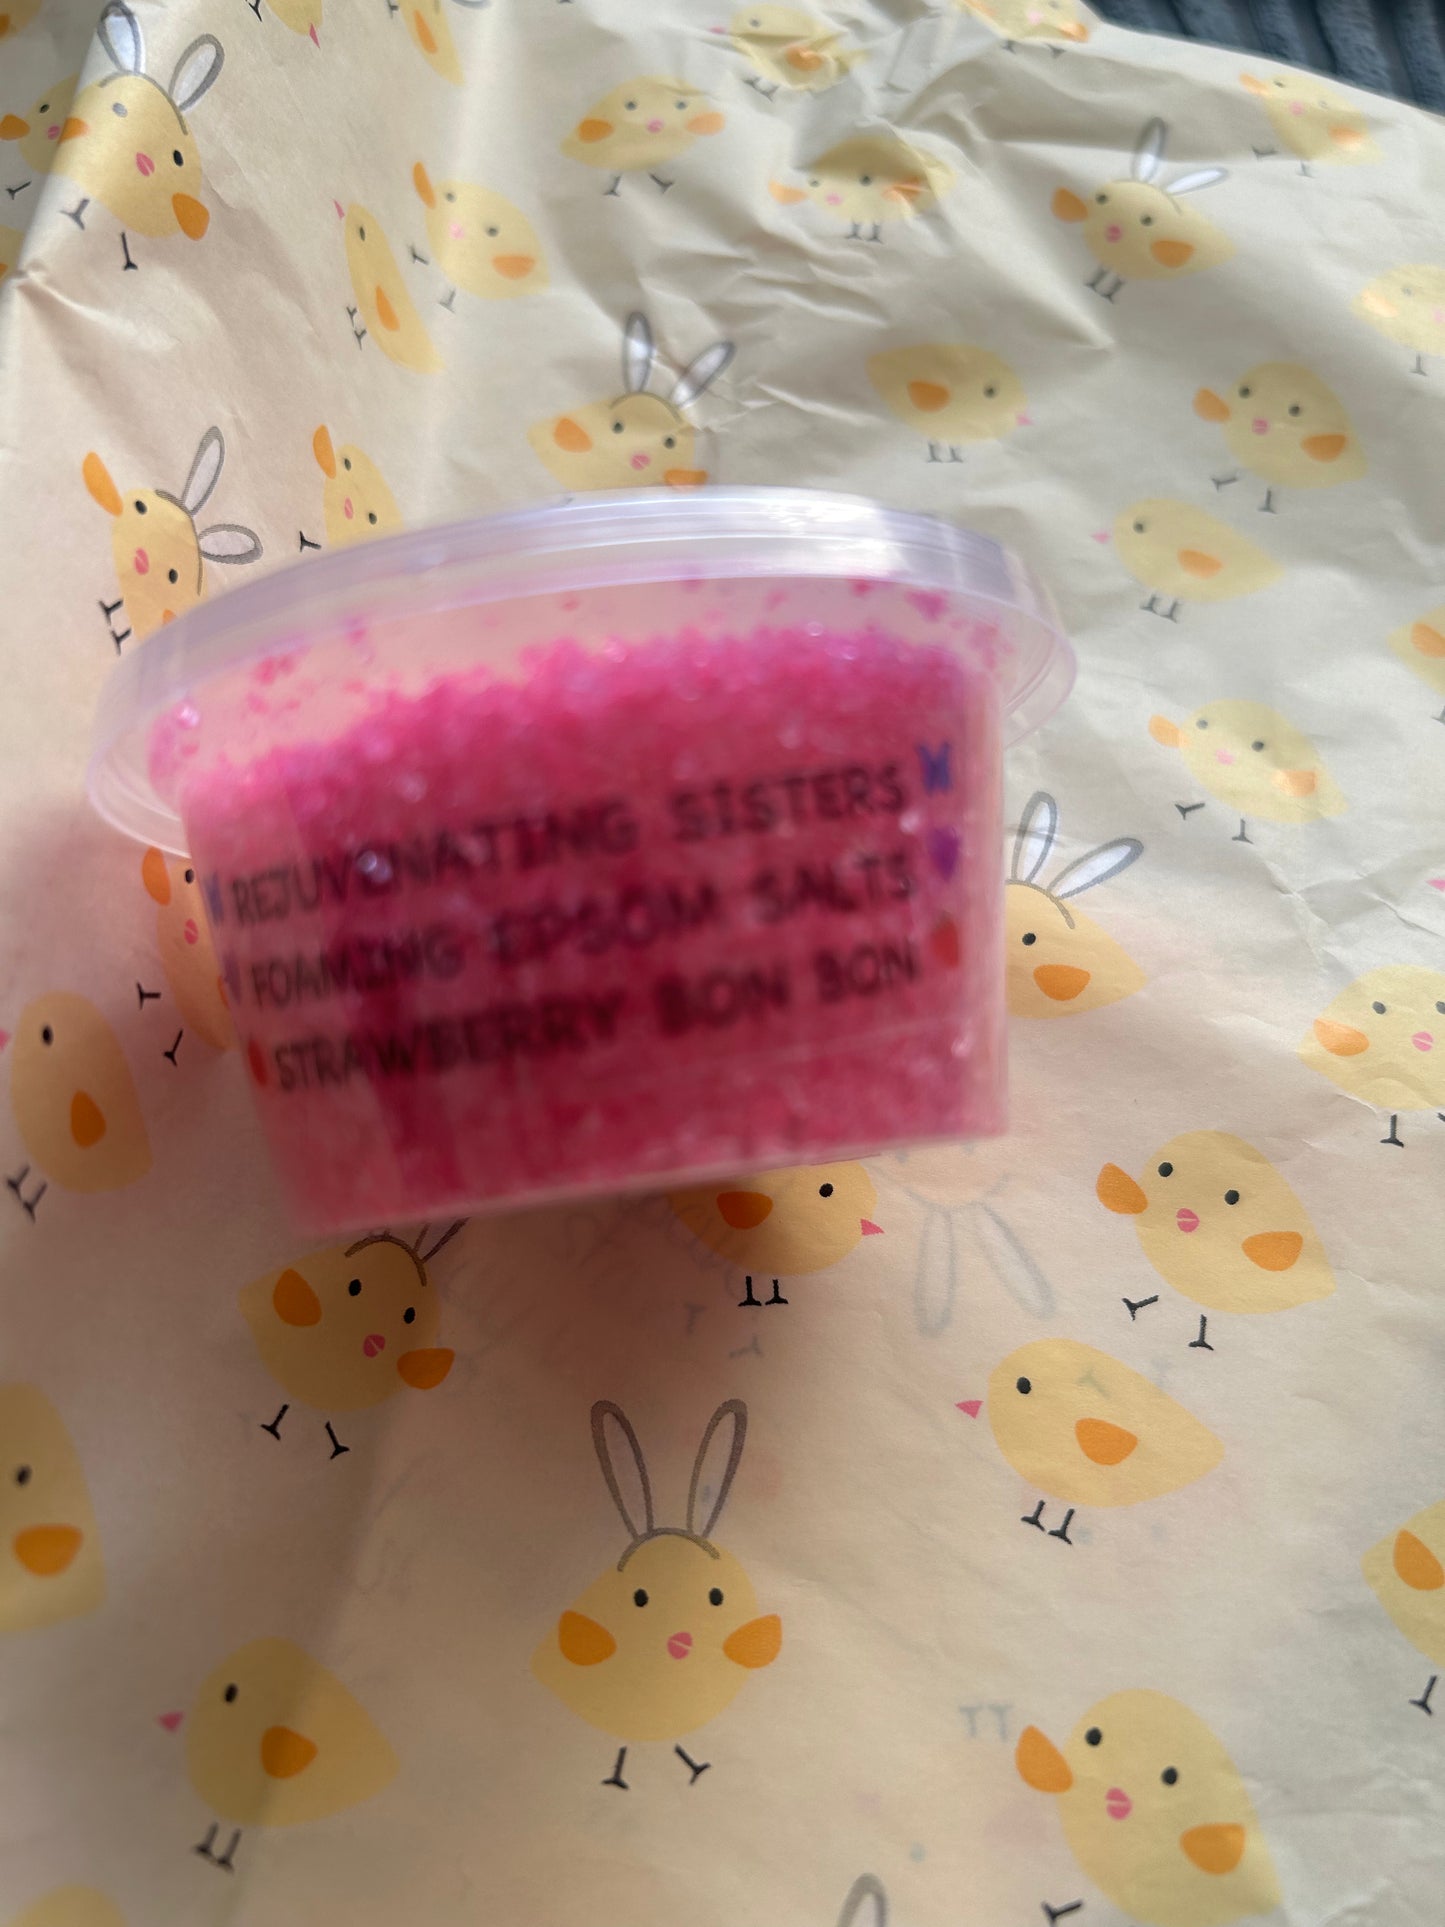 REJUVENATING SISTERS
FOAMING EPSOM SALTS
STRAWBERRY BON BON